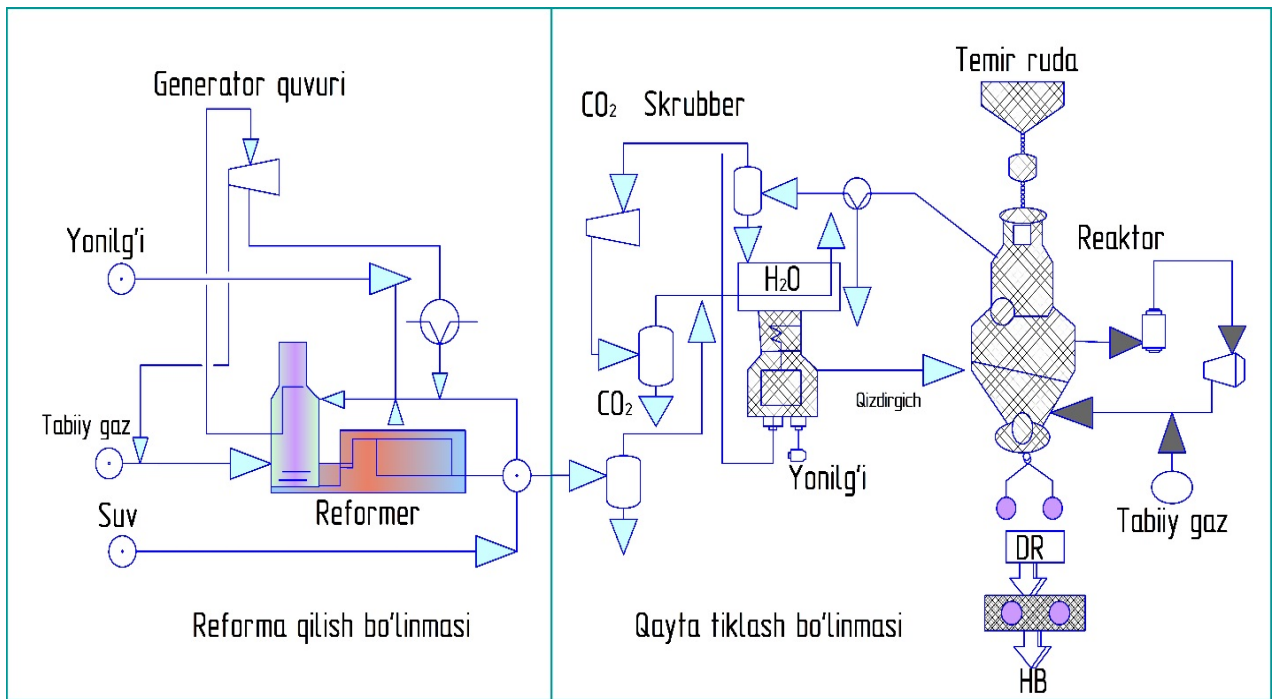 Generator quvuri
Yonilg'i
Tabiiy gaz
Suv
Reformer
Reforma qilish bo'linmasi
Temir ruda
CO₂ Skrubber
Reaktor
H₂O
CO₂
Qizdirgich
Yonilg'i
Tabiiy gaz
DR
Qayta tiklash bo'linmasi
HB